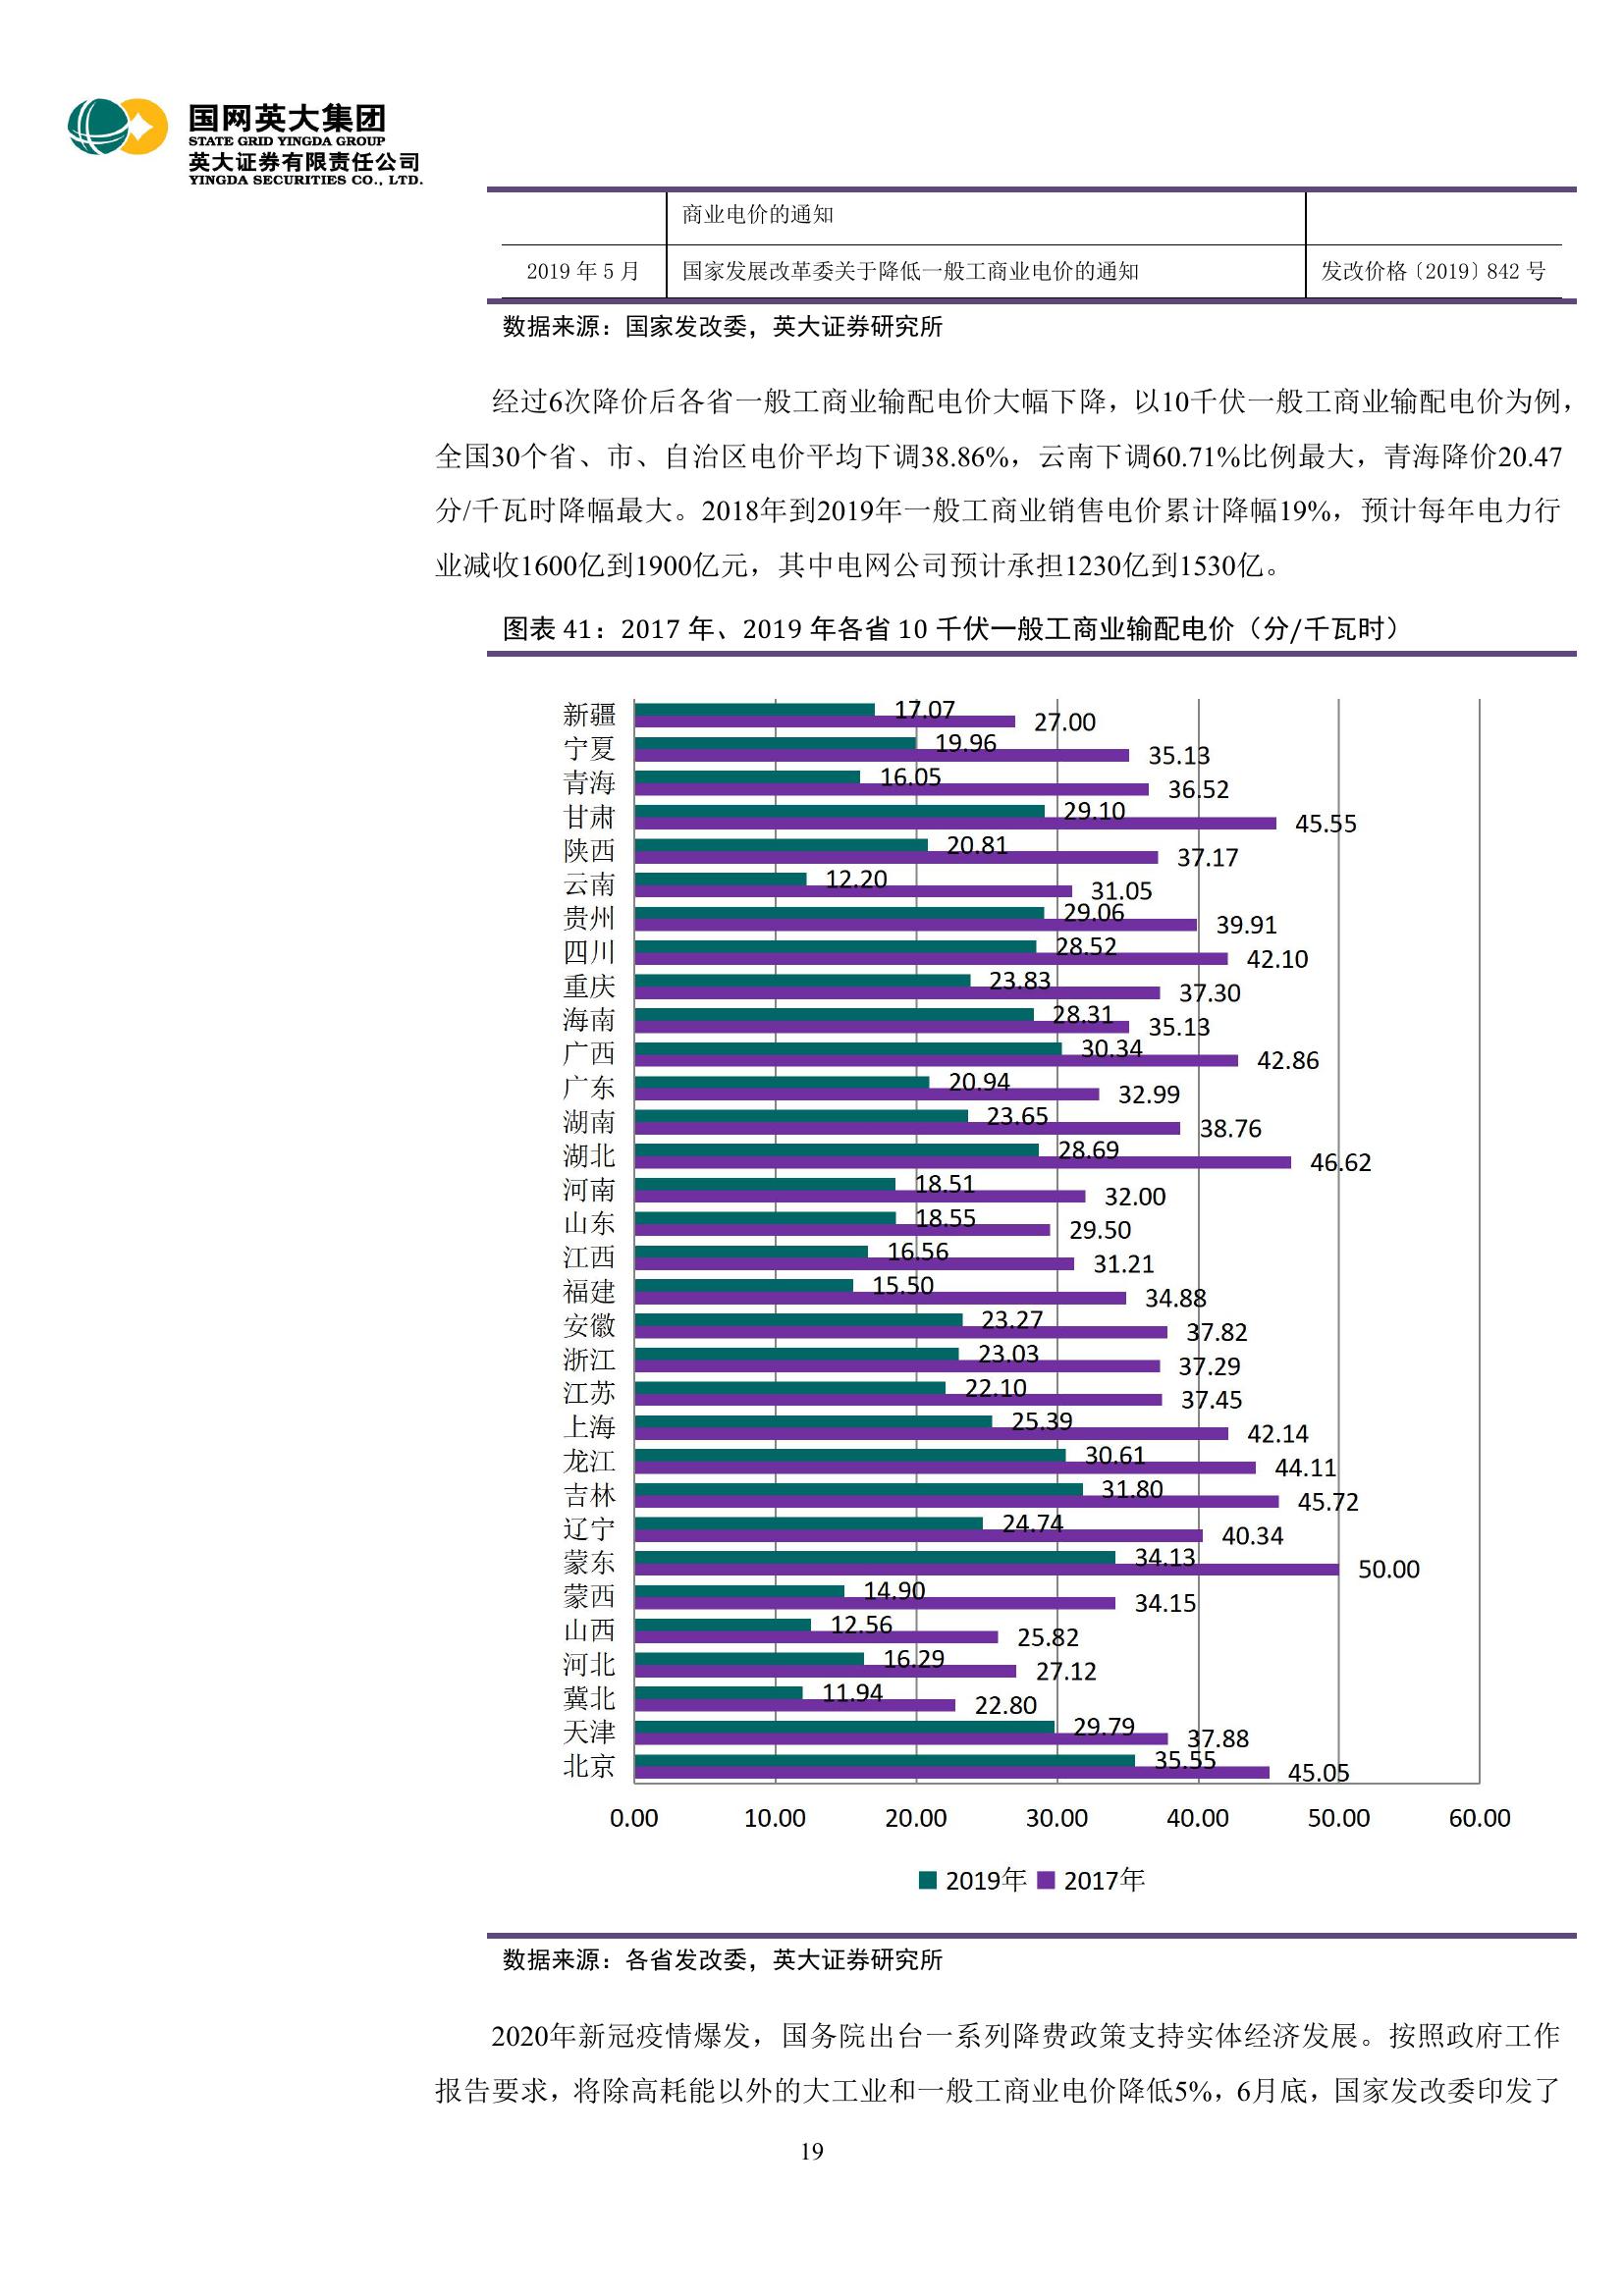 国网英大集团
STATE GRID YINGDA GROUP
英大证券有限责任公司
YINGDA SECURITIES CO., LTD.
商业电价的通知
2019 年 5 月 国家发展改革委关于降低一般工商业电价的通知 发改价格〔2019〕842 号
数据来源：国家发改委，英大证券研究所
经过6次降价后各省一般工商业输配电价大幅下降，以10千伏一般工商业输配电价为例，
全国30个省、市、自治区电价平均下调38.86%，云南下调60.71%比例最大，青海降价20.47
分/千瓦时降幅最大。2018年到2019年一般工商业销售电价累计降幅19%，预计每年电力行
业减收1600亿到1900亿元，其中电网公司预计承担1230亿到1530亿。
图表 41：2017 年、2019 年各省 10 千伏一般工商业输配电价（分/千瓦时）
新疆 17.07 27.00
宁夏 19.96 35.13
青海 16.05 36.52
甘肃 29.10 45.55
陕西 20.81 37.17
云南 12.20 31.05
贵州 29.06 39.91
四川 28.52 42.10
重庆 23.83 37.30
海南 28.31 35.13
广西 30.34 42.86
广东 20.94 32.99
湖南 23.65 38.76
湖北 28.69 46.62
河南 18.51 32.00
山东 18.55 29.50
江西 16.56 31.21
福建 15.50 34.88
安徽 23.27 37.82
浙江 23.03 37.29
江苏 22.10 37.45
上海 25.39 42.14
龙江 30.61 44.11
吉林 31.80 45.72
辽宁 24.74 40.34
蒙东 34.13 50.00
蒙西 14.90 34.15
山西 12.56 25.82
河北 16.29 27.12
冀北 11.94 22.80
天津 29.79 37.88
北京 35.55 45.05
0.00 10.00 20.00 30.00 40.00 50.00 60.00
2019年 2017年
数据来源：各省发改委，英大证券研究所
2020年新冠疫情爆发，国务院出台一系列降费政策支持实体经济发展。按照政府工作
报告要求，将除高耗能以外的大工业和一般工商业电价降低5%，6月底，国家发改委印发了
19